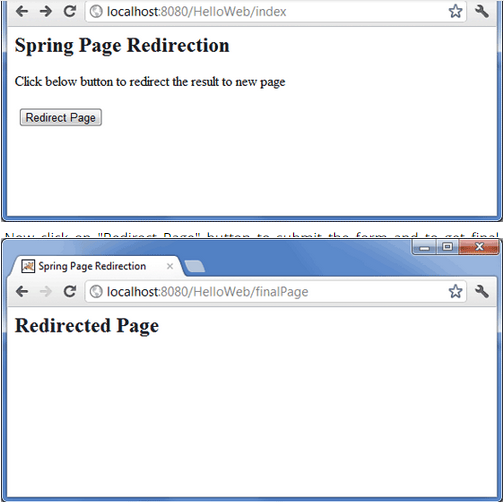 localhost:8080/HelloWeb/index
Spring Page Redirection
Click below button to redirect the result to new page
Redirect Page
Now click on "Redirect Page" button to submit the form and to get final
Spring Page Redirection
localhost:8080/HelloWeb/finalPage
Redirected Page